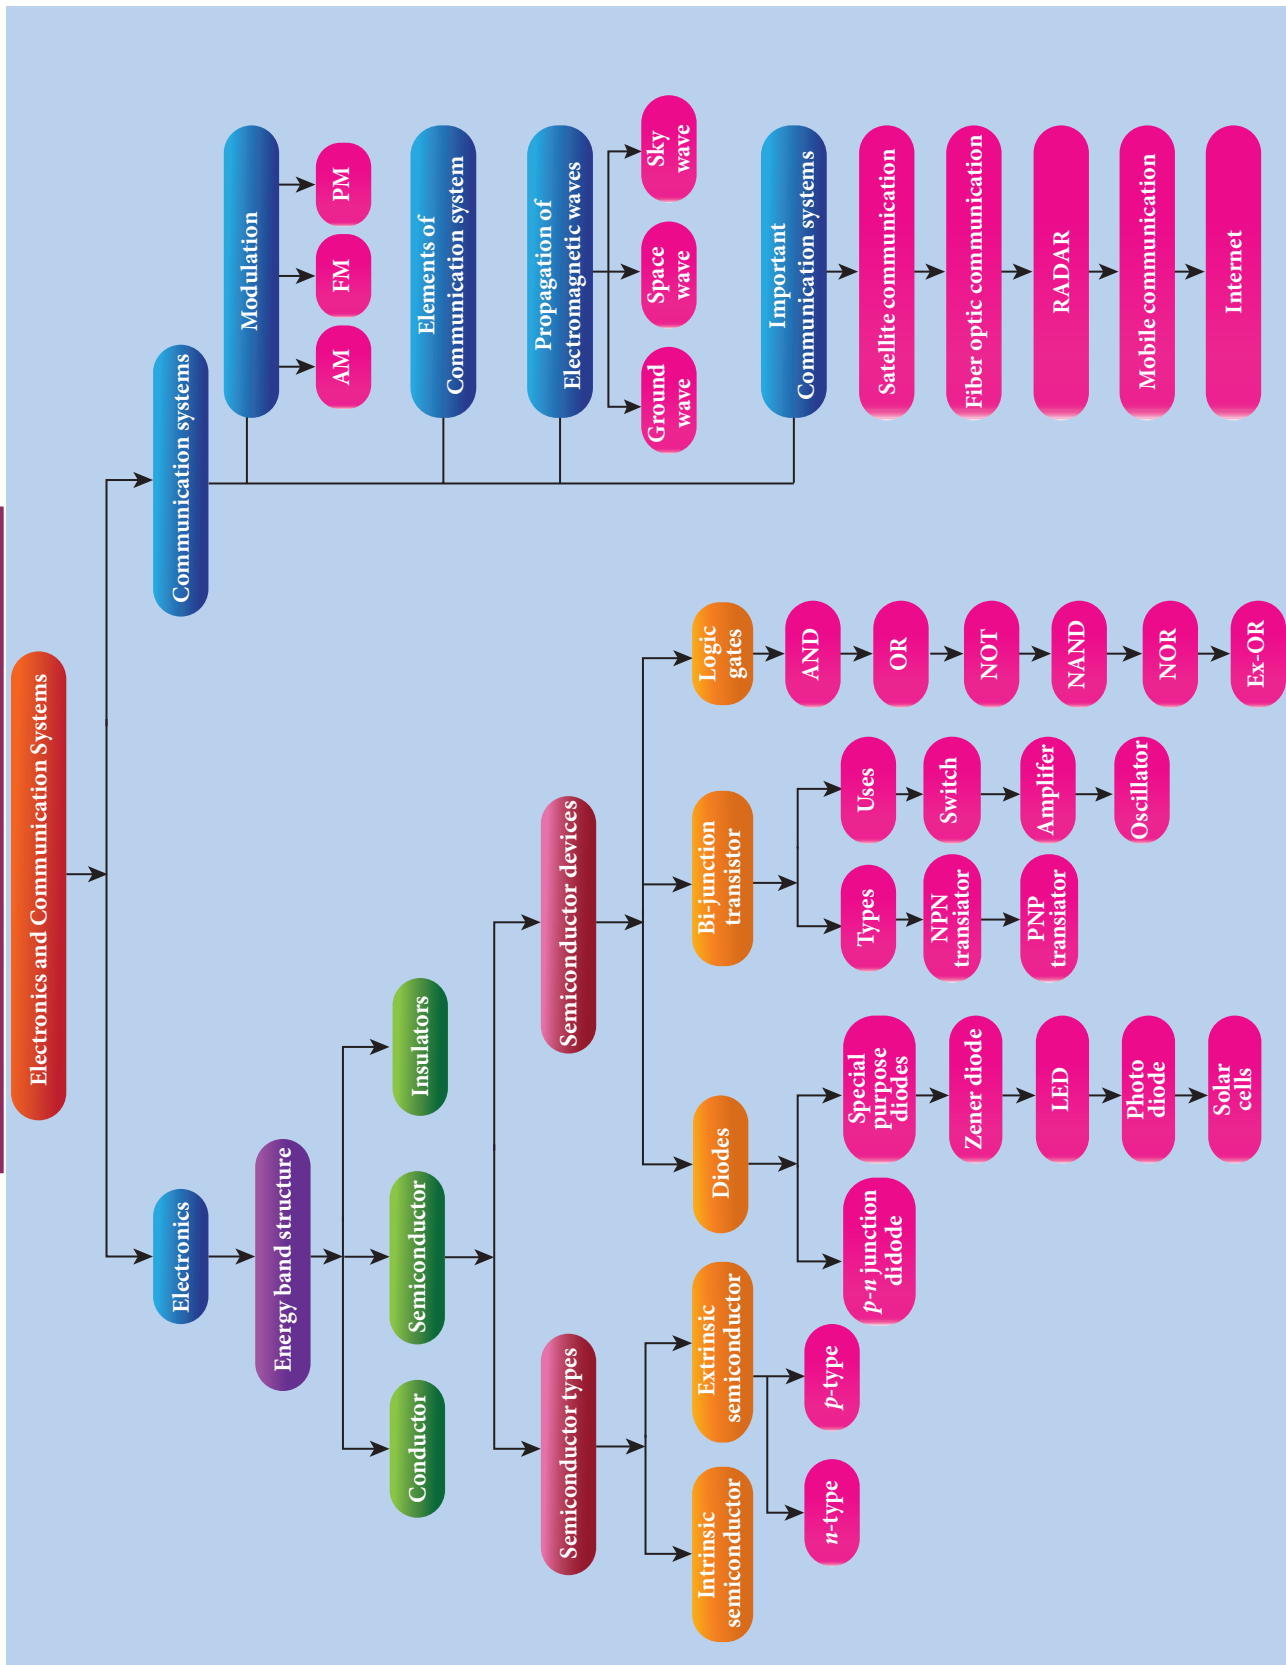 Electronics and Communication Systems
Electronics
Communication systems
Energy band structure
Conductor
Semiconductor
Insulators
Semiconductor types
Semiconductor devices
Intrinsic
semiconductor
Extrinsic
semiconductor
n-type
p-type
Diodes
p-n junction
didode
Special
purpose
diodes
Zener diode
LED
Photo
diode
Solar
cells
Bi-junction
transistor
Types
NPN
transiator
PNP
transiator
Uses
Switch
Amplifer
Oscillator
Logic
gates
AND
OR
NOT
NAND
NOR
Ex-OR
Modulation
AM
FM
PM
Elements of
Communication system
Propagation of
Electromagnetic waves
Ground
wave
Space
wave
Sky
wave
Important
Communication systems
Satellite communication
Fiber optic communication
RADAR
Mobile communication
Internet